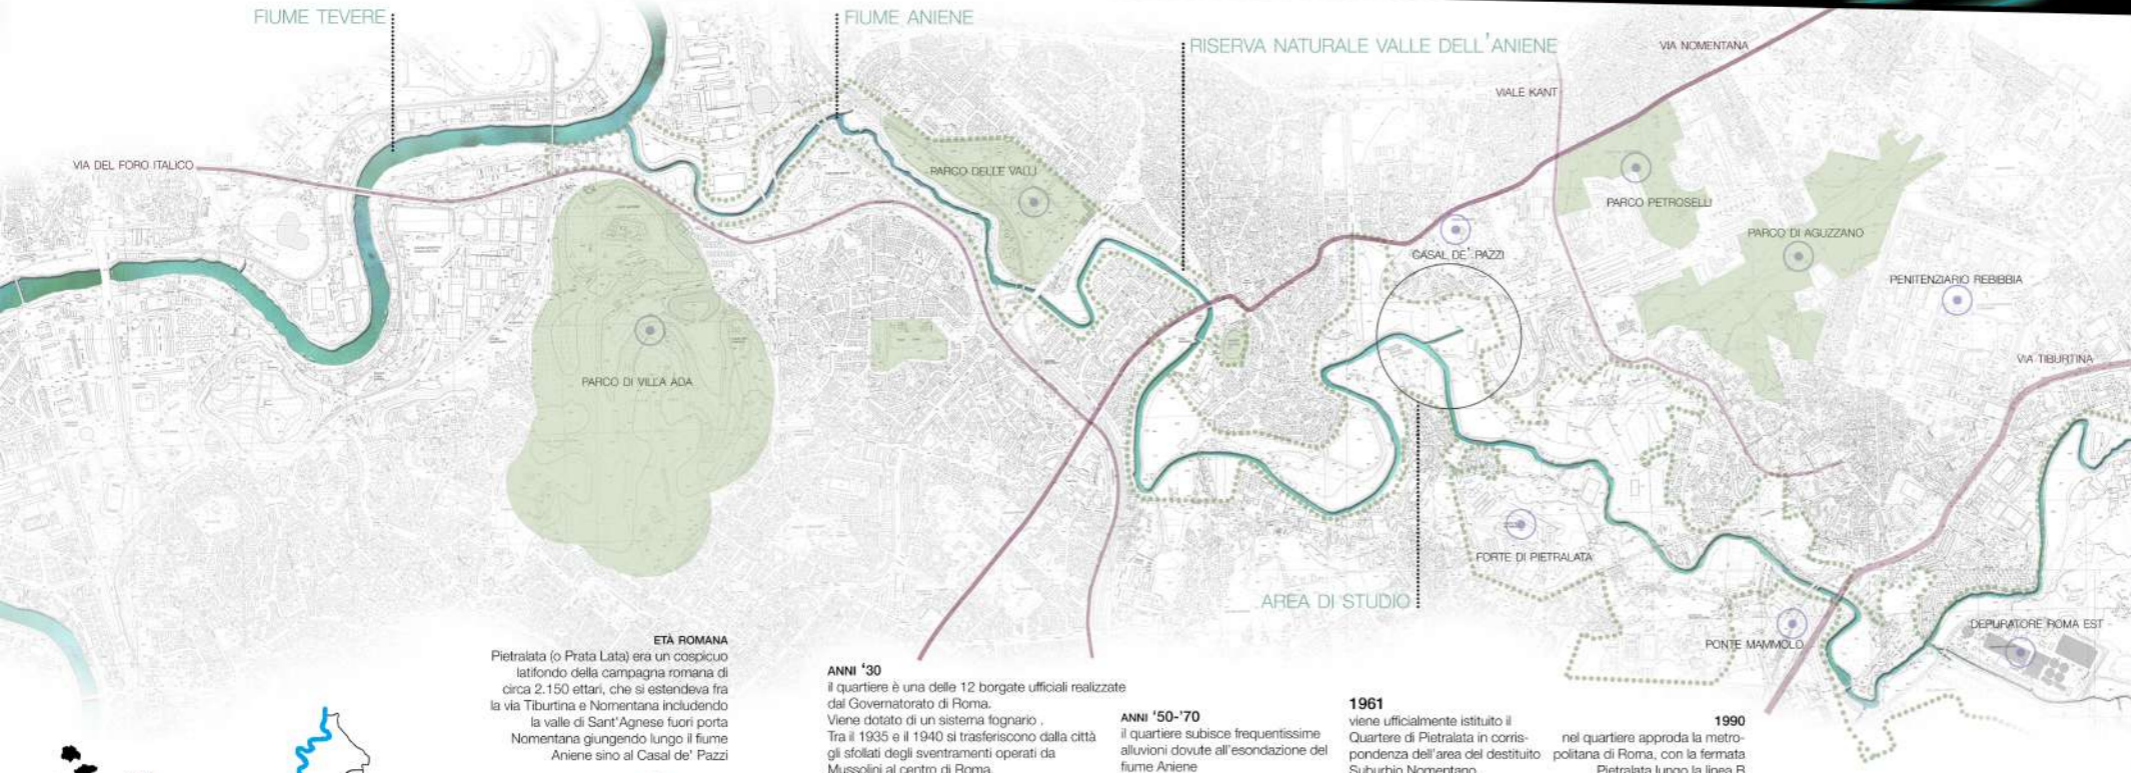 FIUME TEVERE
FIUME ANIENE
RISERVA NATURALE VALLE DELL'ANIENE
VIA NOMENTANA
VIALE KANT
VIA DEL FORO ITALICO
PARCO DELLE VALLI
PARCO PETROSELLI
PARCO DI AGUZZANO
CASAL DE' PAZZI
PENITENZIARIO REBIBBIA
VIA TIBURTINA
PARCO DI VILLA ADA
FORTE DI PIETRALATA
AREA DI STUDIO
PONTE MAMMOLO
DEPURATORE ROMA EST
ETÀ ROMANA
Pietralata (o Prata Lata) era un cospicuo
latifondo della campagna romana di
circa 2.150 ettari, che si estendeva fra
la via Tiburtina e Nomentana includendo
la valle di Sant'Agnese fuori porta
Nomentana giungendo lungo il fiume
Aniene sino al Casal de' Pazzi
ANNI '30
il quartiere è una delle 12 borgate ufficiali realizzate
dal Governatorato di Roma.
Viene dotato di un sistema fognario .
Tra il 1935 e il 1940 si trasferiscono dalla città
gli sfollati degli sventramenti operati da
Mussolini al centro di Roma.
ANNI '50-'70
il quartiere subisce frequentissime
alluvioni dovute all'esondazione del
fiume Aniene
1961
viene ufficialmente istituito il
Quartere di Pietralata in corris-
pondenza dell'area del destituito
Suburbio Nomentano
1990
nel quartiere approda la metro-
politana di Roma, con la fermata
Pietralata lungo la linea B